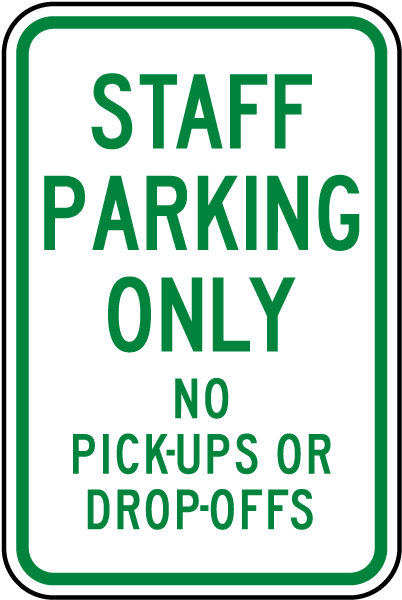 STAFF
PARKING
ONLY
NO
PICK-UPS OR
DROP-OFFS